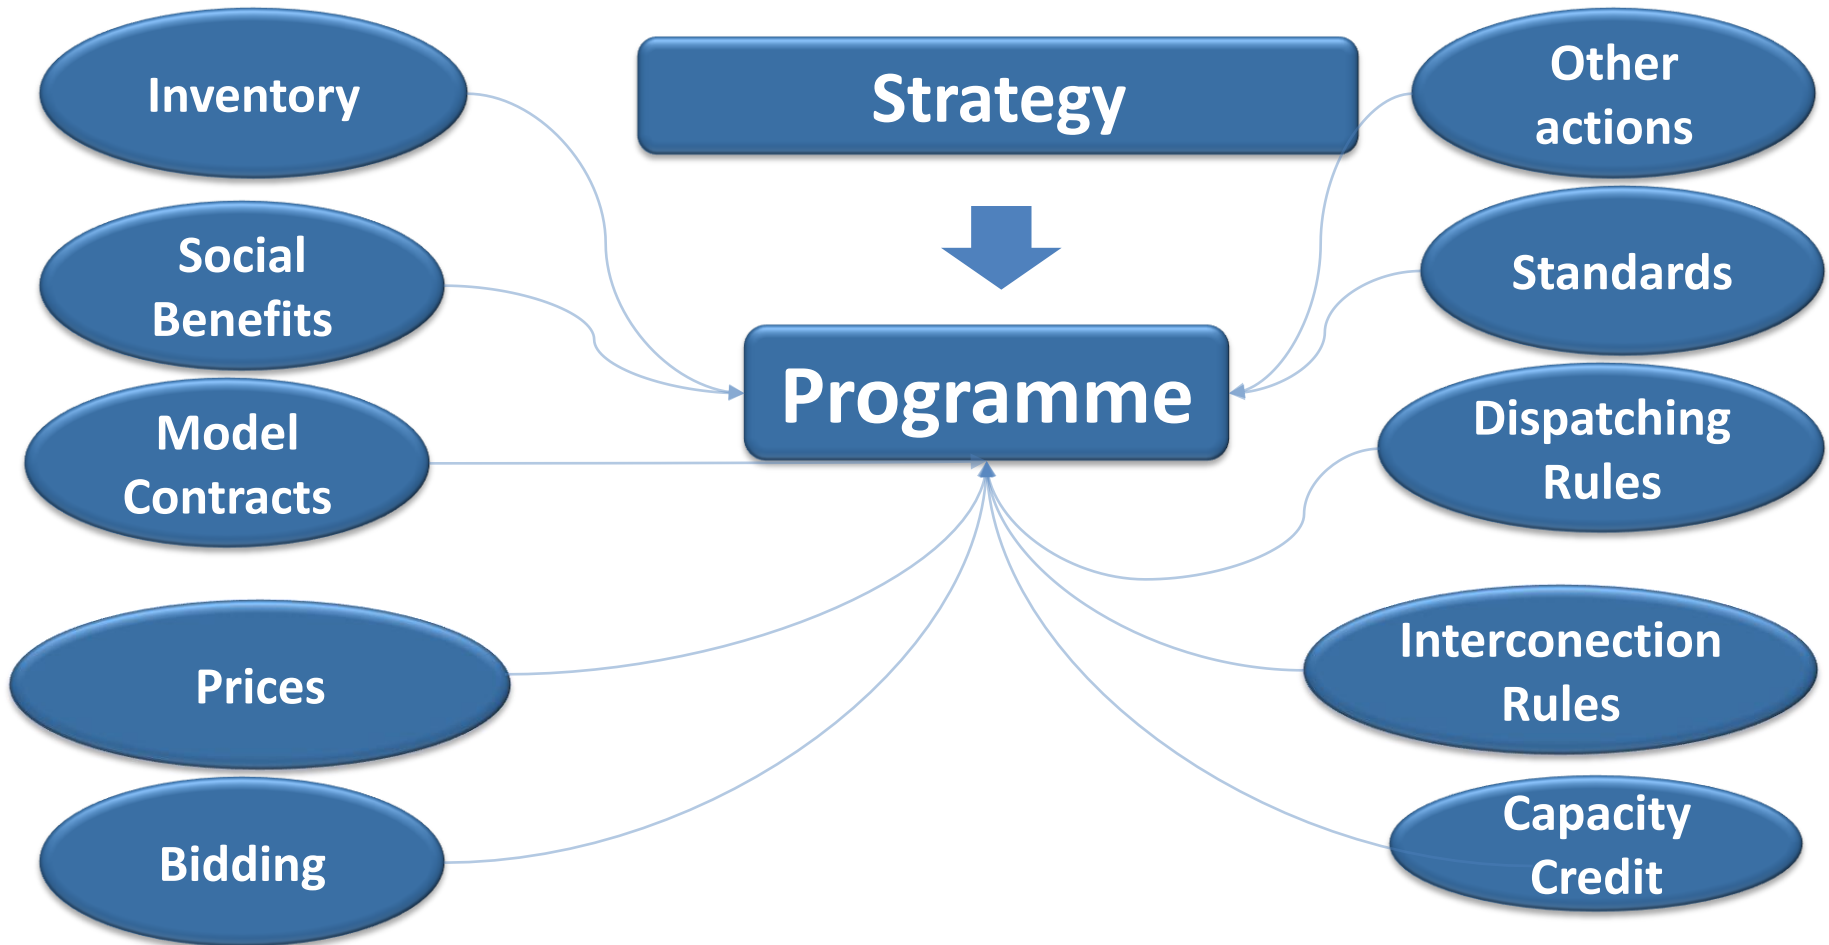 Inventory
Strategy
Other
actions
Social
Benefits
Standards
Programme
Model
Contracts
Dispatching
Rules
Prices
Interconection
Rules
Bidding
Capacity
Credit